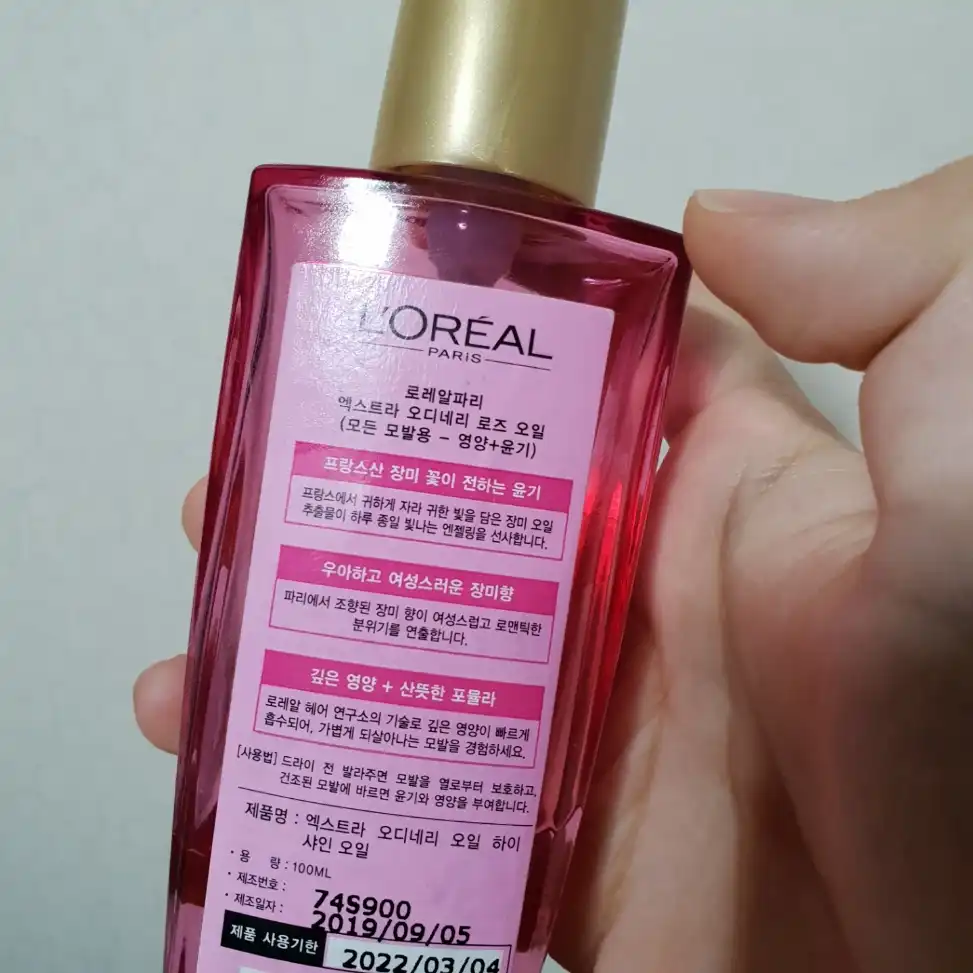 L'ORÉAL
PARIS
로레알파리
엑스트라 오디네리 로즈 오일
(모든 모발용 - 영양+윤기)
프랑스산 장미 꽃이 전하는 윤기
프랑스에서 귀하게 자라 귀한 빛을 담은 장미 오일
추출물이 하루 종일 빛나는 엔젤링을 선사합니다.
우아하고 여성스러운 장미향
파리에서 조향된 장미 향이 여성스럽고 로맨틱한
분위기를 연출합니다.
깊은 영양 + 산뜻한 포뮬라
로레알 헤어 연구소의 기술로 깊은 영양이 빠르게
흡수되어, 가볍게 되살아나는 모발을 경험하세요.
[사용법] 드라이 전 발라주면 모발을 열로부터 보호하고,
건조된 모발에 바르면 윤기와 영양을 부여합니다.
제품명 : 엑스트라 오디네리 오일 하이
샤인 오일
· 용 량 : 100ML
· 제조번호 : 74S900
· 제조일자 : 2019/09/05
제품 사용기한 2022/03/04